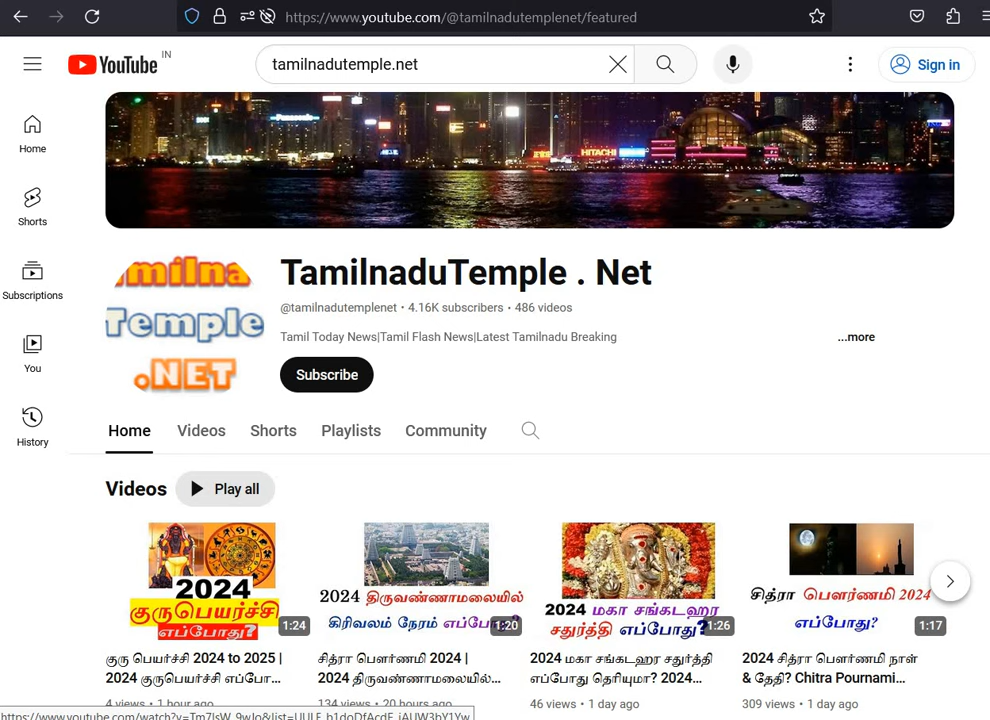 https://www.youtube.com/@tamilnadutemplenet/featured
YouTube IN
tamilnadutemple.net
Sign in
Home
Shorts
Subscriptions
You
History
Panasonic
HITACHI
TamilnaduTemple . Net
milna
Temple
.NET
@tamilnadutemplenet • 4.16K subscribers • 486 videos
Tamil Today News|Tamil Flash News|Latest Tamilnadu Breaking
...more
Subscribe
Home Videos Shorts Playlists Community
Videos
Play all
2024
குருபெயர்ச்சி
எப்போது?
1:24
2024 திருவண்ணாமலையில்
கிரிவலம் நேரம்
1:20
2024 மகா சங்கடஹர
சதுர்த்தி எப்போது?
1:26
சித்ரா பௌர்ணமி 2024
எப்போது?
1:17
குரு பெயர்ச்சி 2024 to 2025 |
2024 குருபெயர்ச்சி எப்போ...
சித்ரா பௌர்ணமி 2024 |
2024 திருவண்ணாமலையில்...
2024 மகா சங்கடஹர சதுர்த்தி
எப்போது தெரியுமா? 2024...
2024 சித்ரா பௌர்ணமி நாள்
& தேதி? Chitra Pournami...
4 views • 1 hour ago
134 views • 20 hours ago
46 views • 1 day ago
309 views • 1 day ago